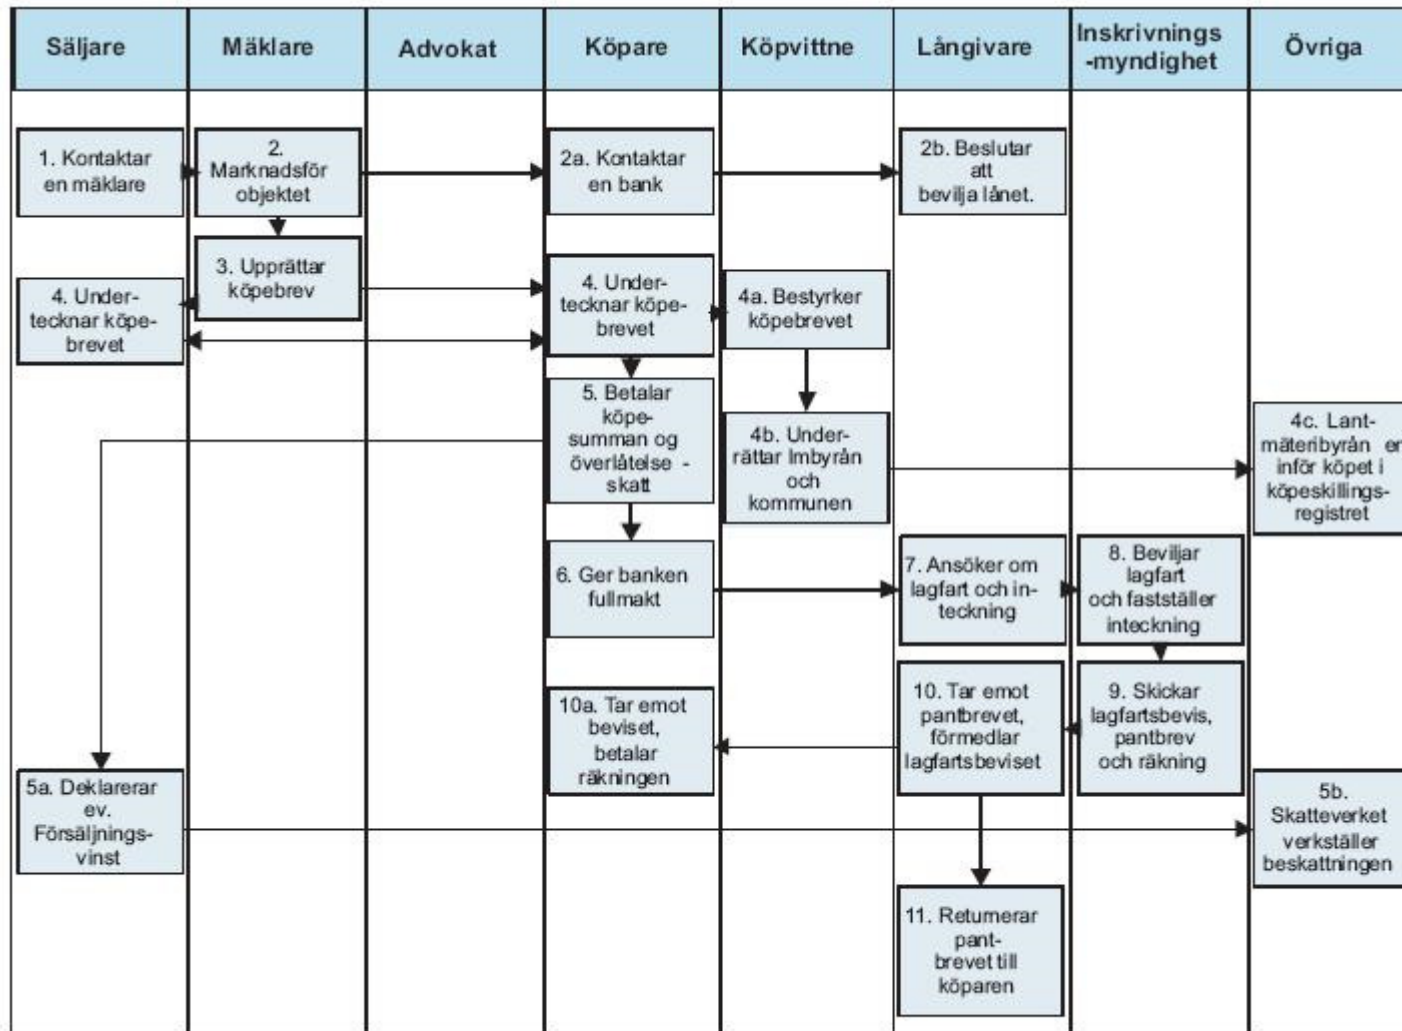 Säljare
Mäklare
Advokat
Köpare
Köpvittne
Långivare
Inskrivnings
-myndighet
Övriga
1. Kontaktar
en mäklare
2.
Marknadsför
objektet
2a. Kontaktar
en bank
2b. Beslutar
att
bevilja lånet.
3. Upprättar
köpebrev
4. Under-
tecknar köpe-
brevet
4. Under-
tecknar köpe-
brevet
4a. Bestyrker
köpebrevet
5. Betalar
köpe-
summan og
överlåtelse -
skatt
4b. Under-
rättar lmbyrån
och
kommunen
4c. Lant-
mäteribyrån en
inför köpet i
köpeskillings-
registret
6. Ger banken
fullmakt
7. Ansöker om
lagfart och in-
teckning
8. Beviljar
lagfart
och fastställer
inteckning
10a. Tar emot
beviset,
betalar
räkningen
10. Tar emot
pantbrevet,
förmedlar
lagfartsbeviset
9. Skickar
lagfartsbevis,
pantbrev
och räkning
5a. Deklarerar
ev.
Försäljnings-
vinst
5b.
Skatteverket
verkställer
beskattningen
11. Returnerar
pant-
brevet till
köparen